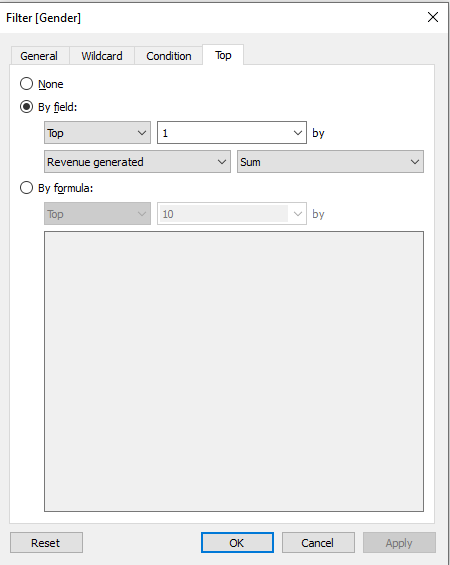 Filter [Gender]
General Wildcard Condition Top
None
By field:
Top 1 by
Revenue generated Sum
By formula:
Top 10 by
Reset OK Cancel Apply